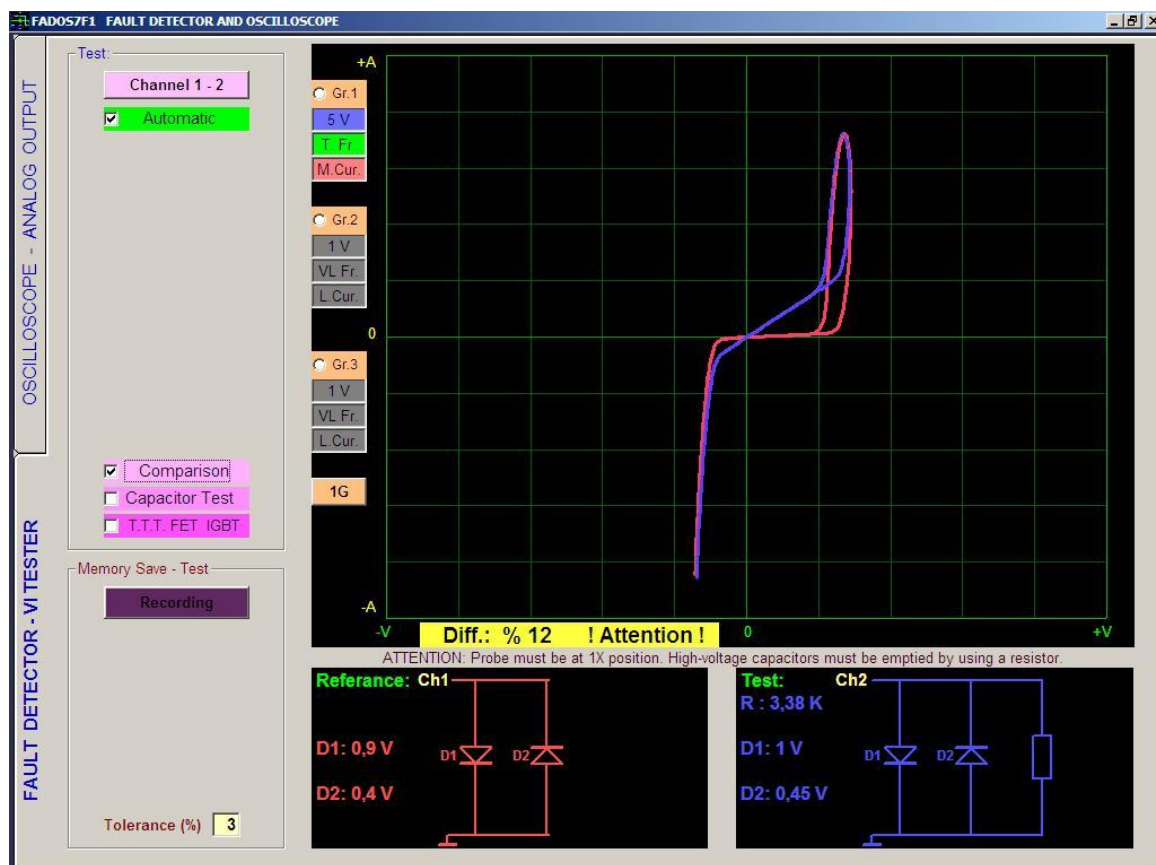 FADOS7F1 FAULT DETECTOR AND OSCILLOSCOPE
OSCILLOSCOPE - ANALOG OUTPUT
FAULT DETECTOR - VI TESTER
Test:
Channel 1 - 2
Automatic
Comparison
Capacitor Test
T.T.T. FET IGBT
Memory Save - Test
Recording
Tolerance (%) 3
+A
Gr.1
5 V
T. Fr
M.Cur.
Gr.2
1 V
VL Fr.
L.Cur.
0
Gr.3
1 V
VL Fr.
L.Cur.
1G
-A
-V
0
+V
Diff.: % 12 ! Attention !
ATTENTION: Probe must be at 1X position. High-voltage capacitors must be emptied by using a resistor.
Referance: Ch1
D1: 0,9 V
D1
D2
D2: 0,4 V
Test: Ch2
R : 3,38 K
D1: 1 V
D1
D2
D2: 0,45 V